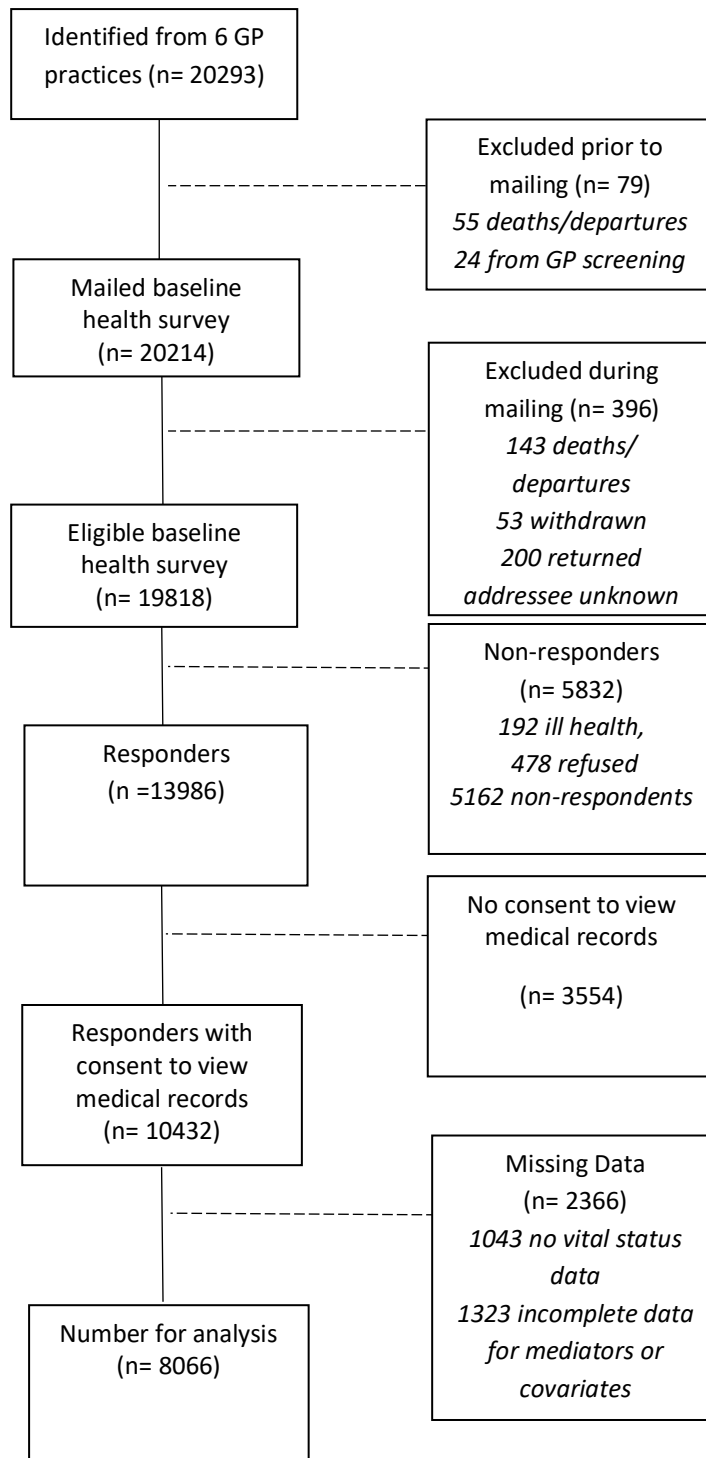 Identified from 6 GP
practices (n= 20293)
Excluded prior to
mailing (n= 79)
55 deaths/departures
24 from GP screening
Mailed baseline
health survey
(n= 20214)
Excluded during
mailing (n= 396)
143 deaths/
departures
53 withdrawn
200 returned
addressee unknown
Eligible baseline
health survey
(n= 19818)
Non-responders
(n= 5832)
192 ill health,
478 refused
5162 non-respondents
Responders
(n =13986)
No consent to view
medical records
(n= 3554)
Responders with
consent to view
medical records
(n= 10432)
Missing Data
(n= 2366)
1043 no vital status
data
1323 incomplete data
for mediators or
covariates
Number for analysis
(n= 8066)